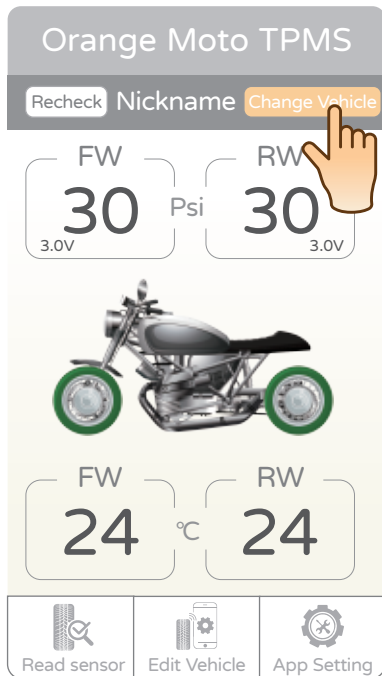 Orange Moto TPMS
Recheck Nickname Change Vehicle
FW RW
30 Psi 30
3.0V 3.0V
FW RW
24 °C 24
Read sensor Edit Vehicle App Setting